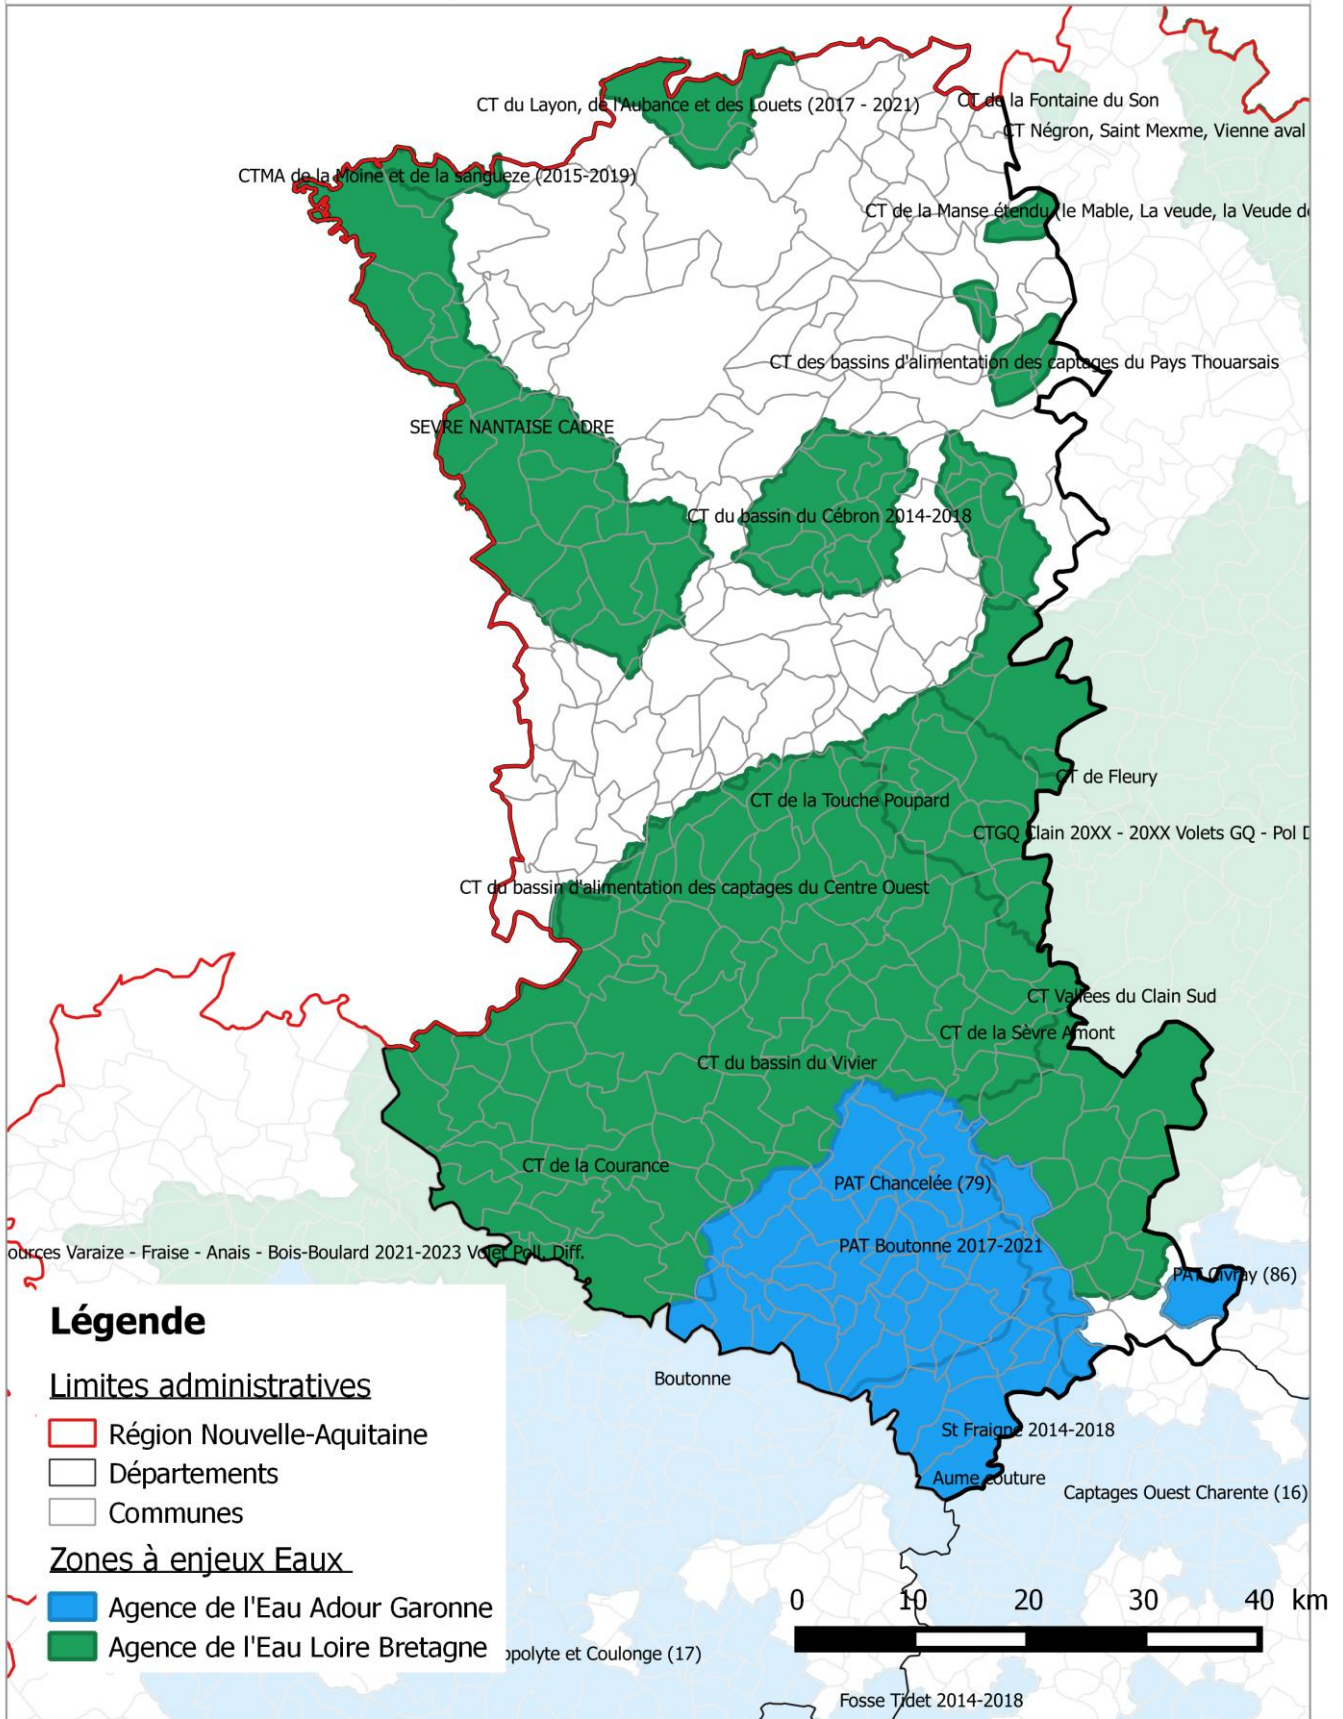 CT du Layon, de l'Aubance et des Louets (2017 - 2021)
CT de la Fontaine du Son
CT Négron, Saint Mexme, Vienne aval
CTMA de la Moine et de la sangueze (2015-2019)
CT de la Manse étendu (le Mable, La veude, la Veude de
CT des bassins d'alimentation des captages du Pays Thouarsais
SEVRE NANTAISE CADRE
CT du bassin du Cébron 2014-2018
CT de Fleury
CT de la Touche Poupard
CTGQ Clain 20XX - 20XX Volets GQ - Pol D
CT du bassin d'alimentation des captages du Centre Ouest
CT Vallées du Clain Sud
CT de la Sèvre Amont
CT du bassin du Vivier
CT de la Courance
PAT Chancelée (79)
PAT Boutonne 2017-2021
ources Varaize - Fraise - Anais - Bois-Boulard 2021-2023 Volet Poll. Diff.
PAT Civray (86)
Boutonne
St Fraigne 2014-2018
Aume couture
Captages Ouest Charente (16)
Légende
Limites administratives
Région Nouvelle-Aquitaine
Départements
Communes
Zones à enjeux Eaux
Agence de l'Eau Adour Garonne
Agence de l'Eau Loire Bretagne
0 10 20 30 40 km
ppolyte et Coulonge (17)
Fosse Tidet 2014-2018